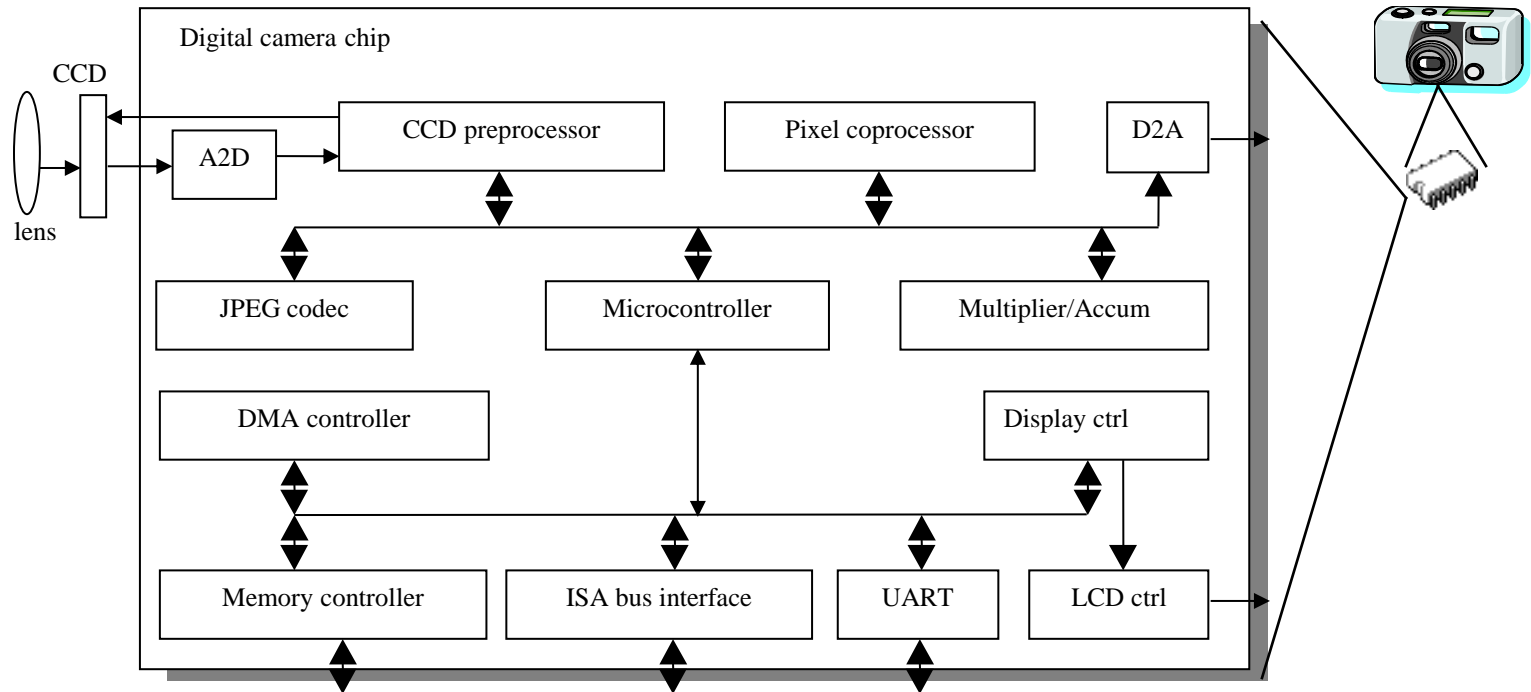 Digital camera chip
CCD
CCD preprocessor
Pixel coprocessor
D2A
A2D
lens
JPEG codec
Microcontroller
Multiplier/Accum
DMA controller
Display ctrl
Memory controller
ISA bus interface
UART
LCD ctrl